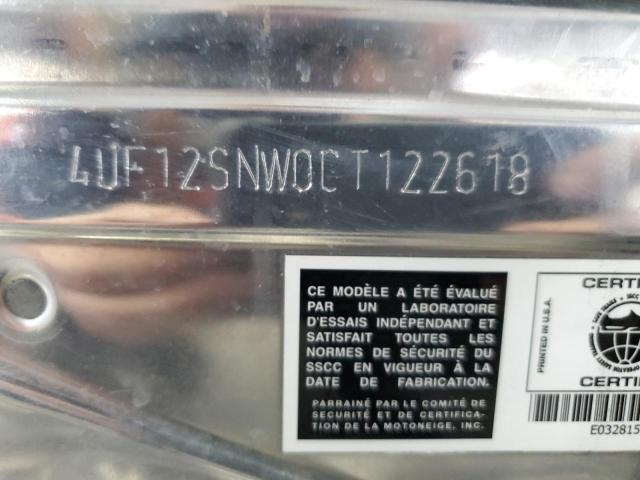 4UF12SNW0CT122618
CE MODÈLE A ÉTÉ ÉVALUÉ
PAR UN LABORATOIRE
D'ESSAIS INDÉPENDANT ET
SATISFAIT TOUTES LES
NORMES DE SÉCURITÉ DU
SSCC EN VIGUEUR À LA
DATE DE FABRICATION.
PARRAINÉ PAR LE COMITÉ DE
SÉCURITÉ ET DE CERTIFICA-
TION DE LA MOTONEIGE, INC.
PRINTED IN U.S.A.
CERTIF
CERTIF
E032815